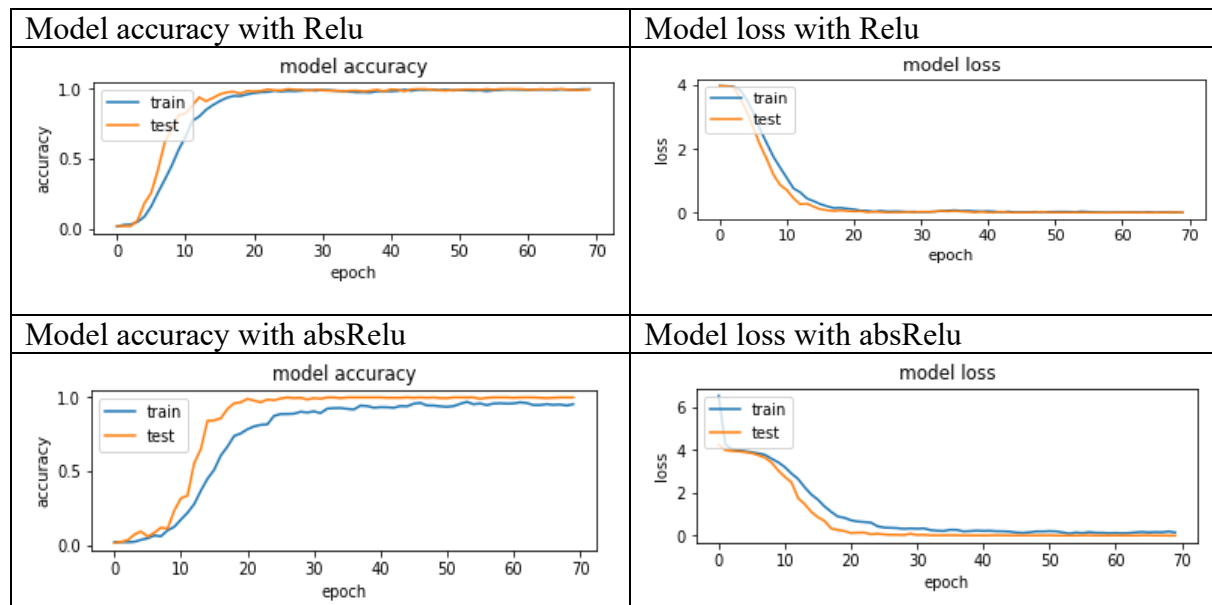 Model accuracy with Relu
Model loss with Relu
model accuracy
1.0
0.5
0.0
accuracy
train
test
0 10 20 30 40 50 60 70
epoch
model loss
4
2
0
loss
train
test
0 10 20 30 40 50 60 70
epoch
Model accuracy with absRelu
Model loss with absRelu
model accuracy
1.0
0.5
0.0
accuracy
train
test
0 10 20 30 40 50 60 70
epoch
model loss
6
4
2
0
loss
train
test
0 10 20 30 40 50 60 70
epoch